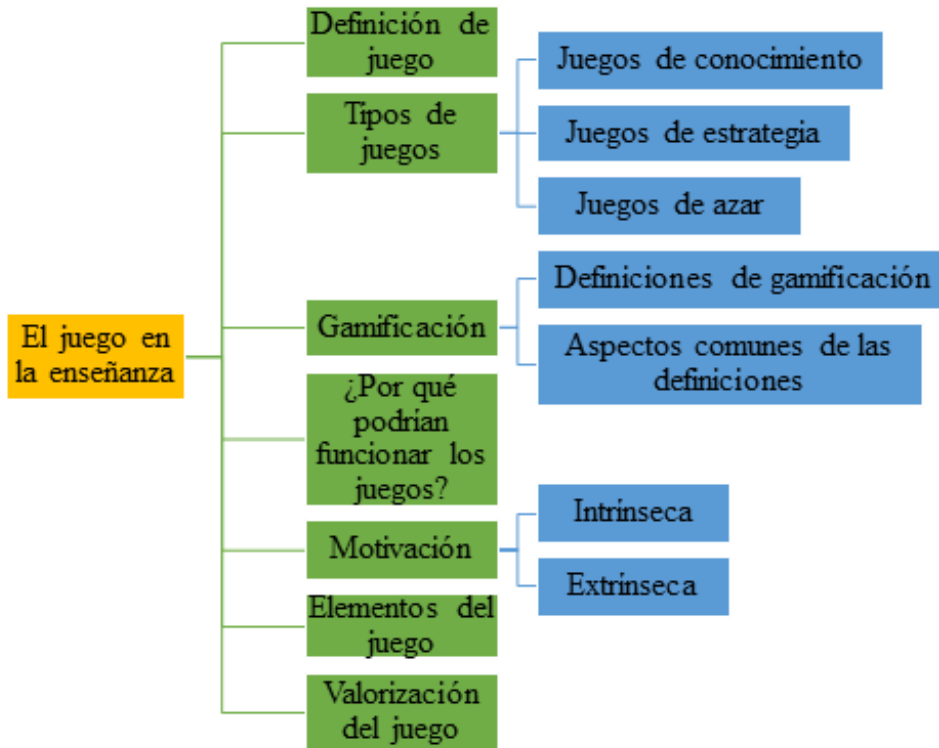 El juego en
la enseñanza
Definición de
juego
Tipos de
juegos
Juegos de conocimiento
Juegos de estrategia
Juegos de azar
Gamificación
Definiciones de gamificación
Aspectos comunes de las
definiciones
¿Por qué
podrían
funcionar los
juegos?
Motivación
Intrínseca
Extrínseca
Elementos del
juego
Valorización
del juego